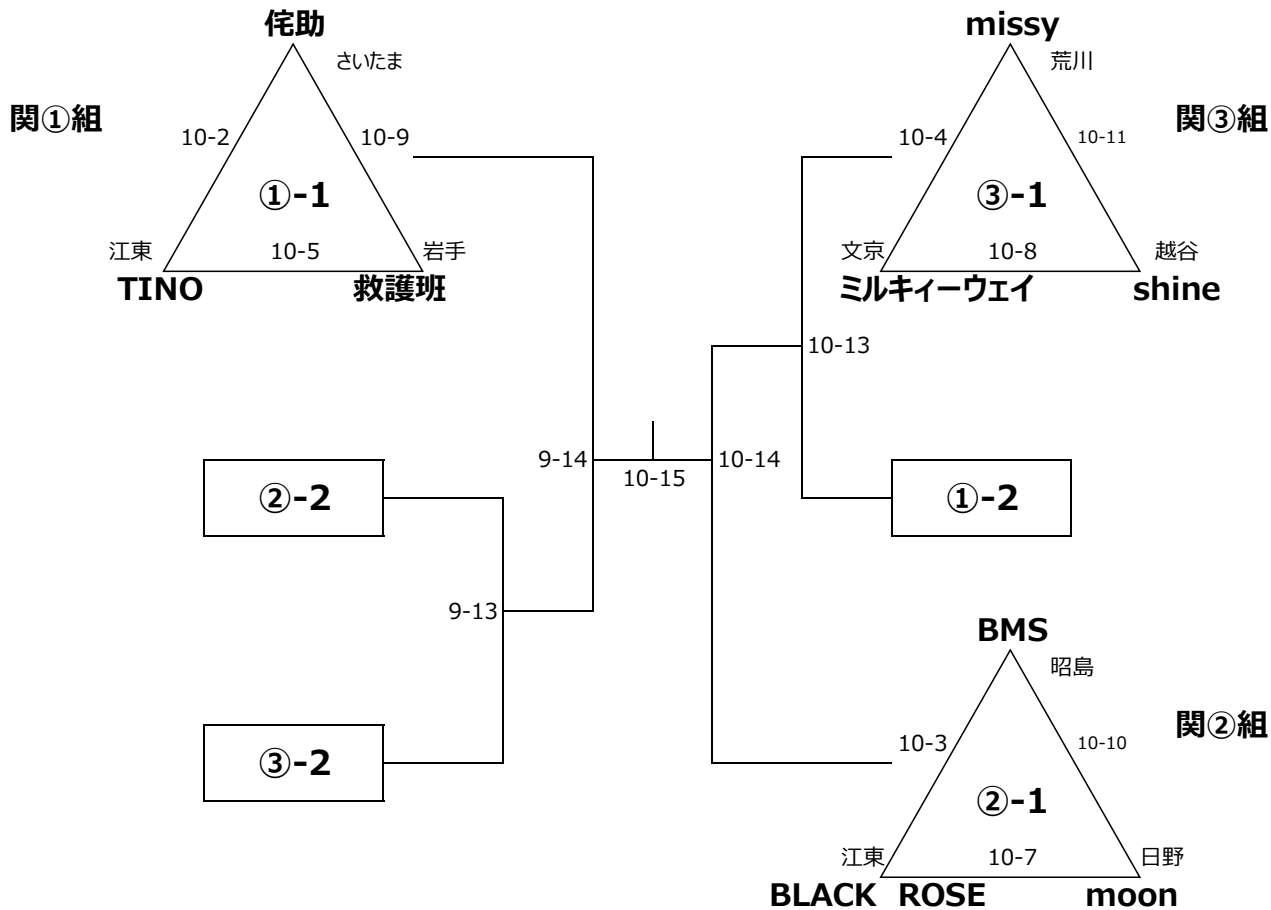 侘助
さいたま
関①組
10-2
10-9
①-1
江東
10-5
岩手
TINO
救護班
missy
荒川
関③組
10-4
10-11
③-1
文京
10-8
越谷
ミルキィーウェイ
shine
10-13
9-14
10-15
10-14
②-2
①-2
9-13
③-2
BMS
昭島
関②組
10-3
10-10
②-1
江東
10-7
日野
BLACK ROSE
moon